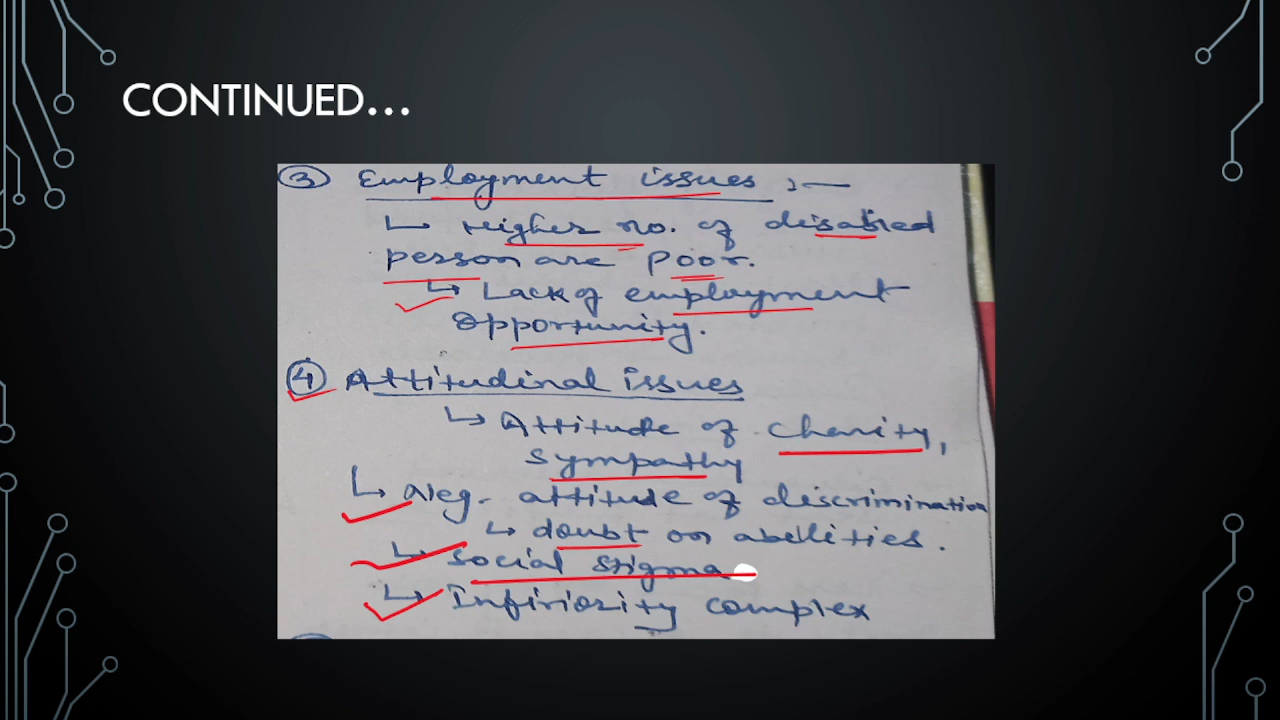 CONTINUED...
③ Employment issues :—
↳ Higher no. of disabled
person are poor.
↳ Lack of employment
opportunity.
④ Attitudinal issues
↳ Attitude of charity,
sympathy
↳ Neg. attitude of discrimination
↳ doubt on abilities.
↳ social stigma
↳ Infiriority complex